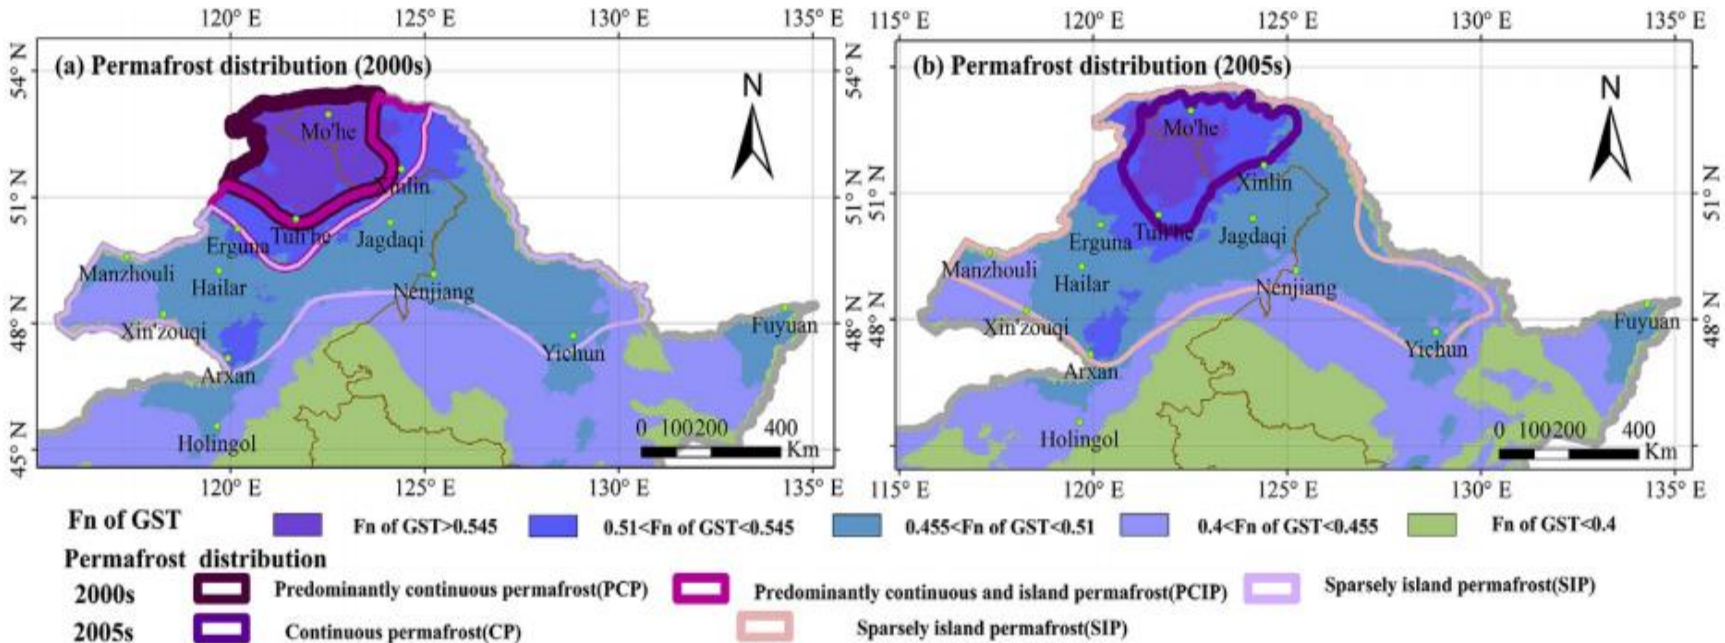 120° E 125° E 130° E 135° E 115° E 120° E 125° E 130° E 135° E
(a) Permafrost distribution (2000s)
(b) Permafrost distribution (2005s)
54° N
51° N
48° N
45° N
54° N
51° N
48° N
45° N
N
N
Mo'he
Xinlin
Erguna
Tuli'he
Jagdaqi
Manzhouli
Hailar
Nenjiang
Xin'zouqi
Fuyuan
Yichun
Arxan
Holingol
0 100200 400
Km
Mo'he
Xinlin
Erguna
Tuli'he
Jagdaqi
Manzhouli
Hailar
Nenjiang
Xin'zouqi
Fuyuan
Yichun
Arxan
Holingol
0 100200 400
Km
120° E 125° E 130° E 135° E 115° E 120° E 125° E 130° E 135° E
Fn of GST
Fn of GST>0.545
0.51<Fn of GST<0.545
0.455<Fn of GST<0.51
0.4<Fn of GST<0.455
Fn of GST<0.4
Permafrost distribution
2000s
Predominantly continuous permafrost(PCP)
Predominantly continuous and island permafrost(PCIP)
Sparsely island permafrost(SIP)
2005s
Continuous permafrost(CP)
Sparsely island permafrost(SIP)